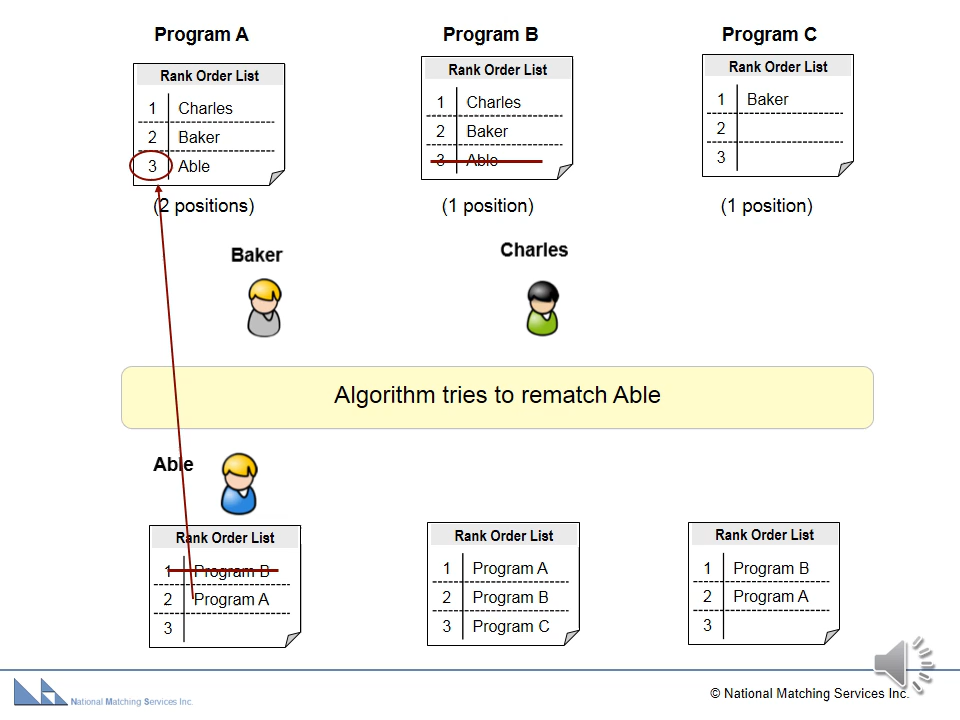 Program A
Program B
Program C
Rank Order List
1 Charles
2 Baker
3 Able
(2 positions)
Rank Order List
1 Charles
2 Baker
3 Able
(1 position)
Rank Order List
1 Baker
2
3
(1 position)
Baker
Charles
Algorithm tries to rematch Able
Able
Rank Order List
1 Program B
2 Program A
3
Rank Order List
1 Program A
2 Program B
3 Program C
Rank Order List
1 Program B
2 Program A
3
National Matching Services Inc.
© National Matching Services Inc.